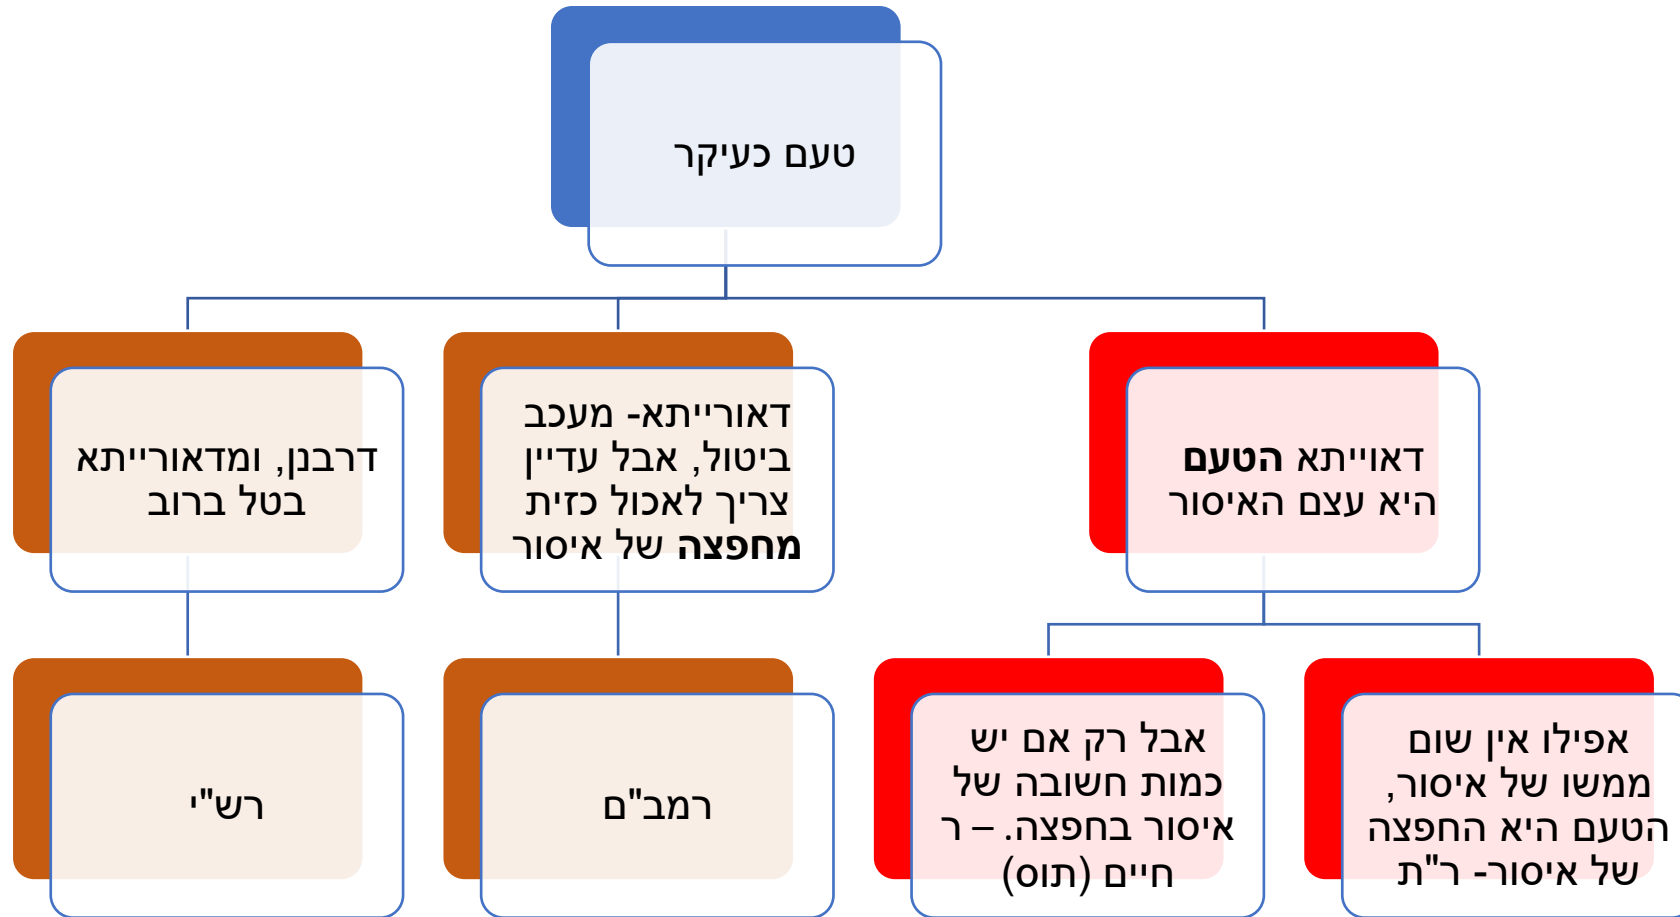 טעם כעיקר
דאוייתא הטעם
היא עצם האיסור
דאורייתא- מעכב
ביטול, אבל עדיין
צריך לאכול כזית
מחפצה של איסור
דרבנן, ומדאורייתא
בטל ברוב
אפילו אין שום
ממשו של איסור,
הטעם היא החפצה
של איסור- ר"ת
אבל רק אם יש
כמות חשובה של
איסור בחפצה. – ר
חיים (תוס)
רמב"ם
רש"י